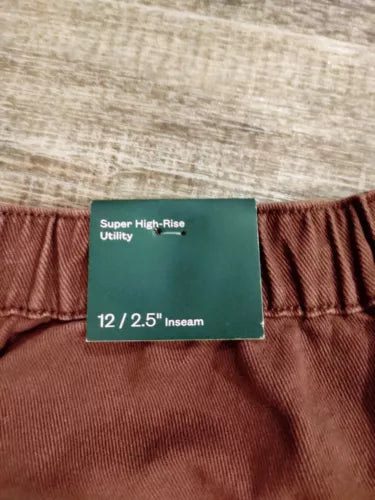 Super High-Rise
Utility
12 / 2.5" Inseam